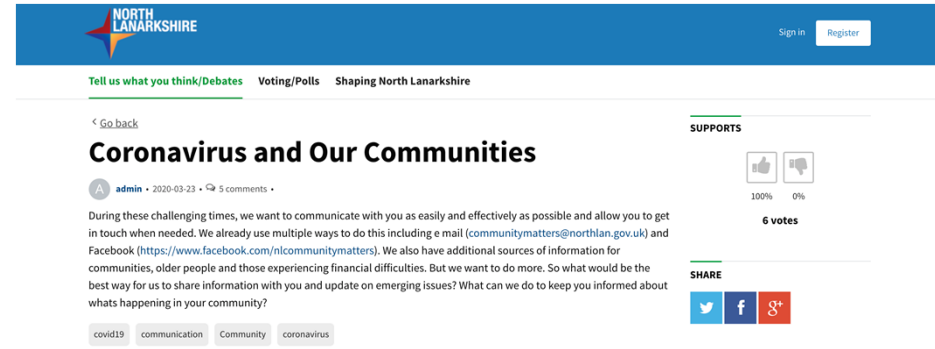 NORTH
LANARKSHIRE
Sign in
Register
Tell us what you think/Debates
Voting/Polls
Shaping North Lanarkshire
< Go back
Coronavirus and Our Communities
A admin • 2020-03-23 • 5 comments •
During these challenging times, we want to communicate with you as easily and effectively as possible and allow you to get
in touch when needed. We already use multiple ways to do this including e mail (communitymatters@northlan.gov.uk) and
Facebook (https://www.facebook.com/nlcommunitymatters). We also have additional sources of information for
communities, older people and those experiencing financial difficulties. But we want to do more. So what would be the
best way for us to share information with you and update on emerging issues? What can we do to keep you informed about
whats happening in your community?
covid19
communication
Community
coronavirus
SUPPORTS
100%
0%
6 votes
SHARE
f
g+